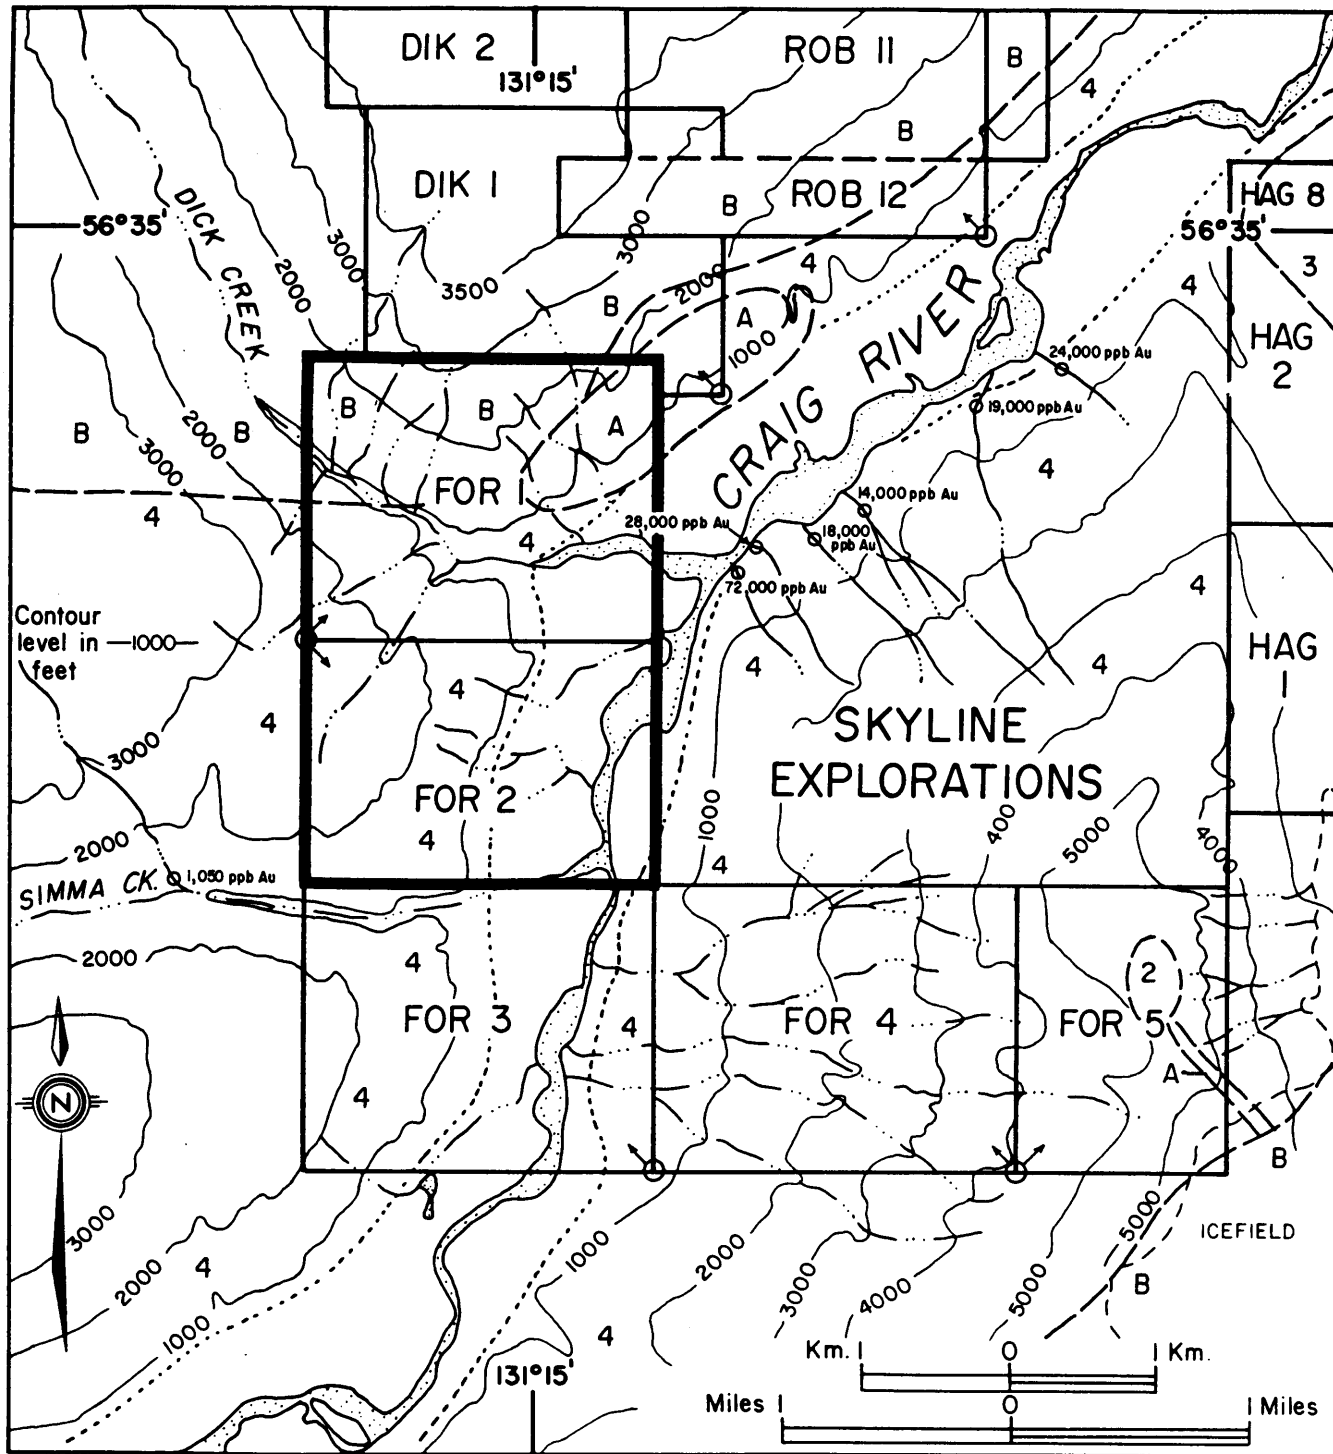 DIK 2
131°15'
ROB 11
B
4
B
DIK 1
ROB 12
B
HAG 8
56°35'
56°35'
DICK CREEK
3000
2000
3000
3500
3000
2000
B
4
A
1000
CRAIG RIVER
4
3
HAG
2
24,000 ppb Au
19,000 ppb Au
B
B
A
B
B
2000
3000
4
FOR 1
4
28,000 ppb Au
14,000 ppb Au
18,000
ppb Au
72,000 ppb Au
4
4
Contour
level in —1000—
feet
HAG
1
4
4
4
4
3000
SKYLINE
EXPLORATIONS
FOR 2
4
1000
4
400
5000
4000
2000
SIMMA CK.
1,050 ppb Au
2000
4
FOR 3
4
FOR 4
FOR 5
2
A
B
4
N
3000
2000
4
1000
1000
2000
3000
4000
5000
5000
ICEFIELD
B
4
131°15'
Km. 1 0 1 Km.
Miles 1 0 1 Miles